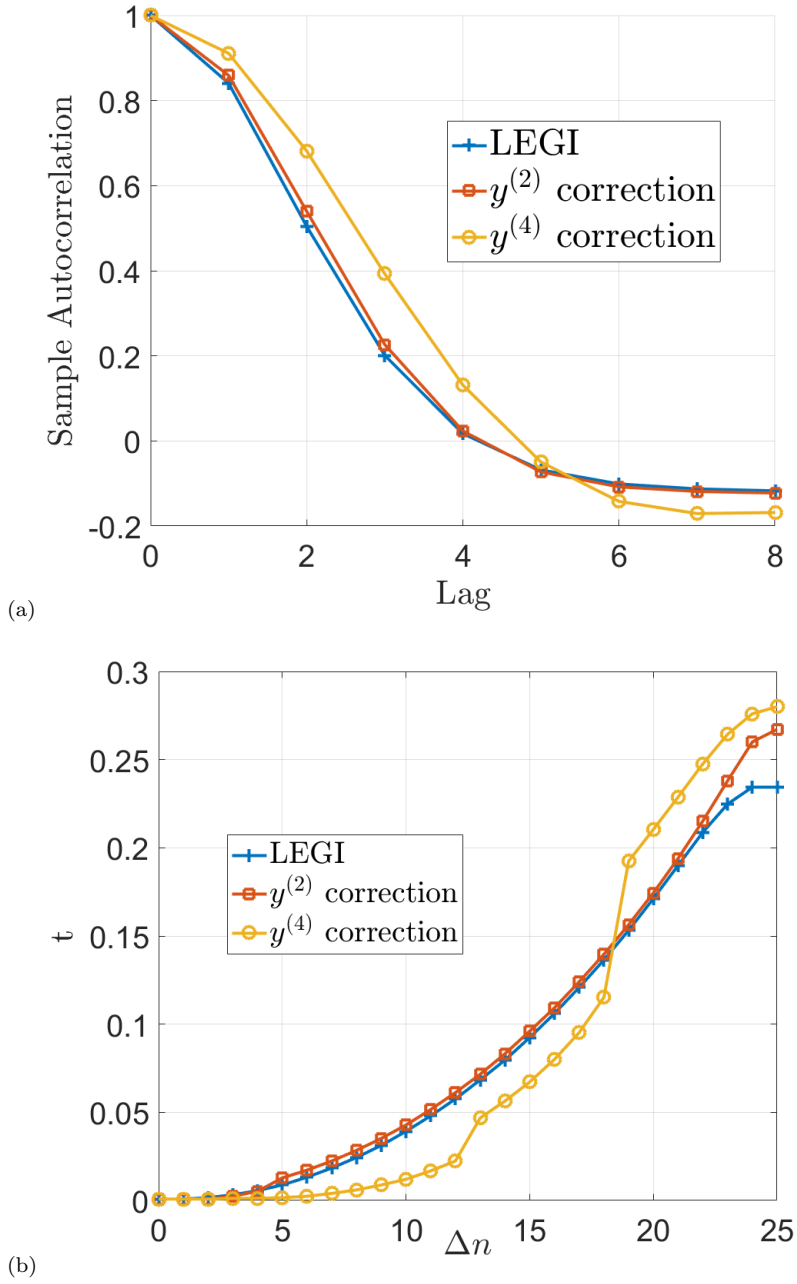 1
0.8
0.6
0.4
0.2
0
-0.2
Sample Autocorrelation
LEGI
y^(2) correction
y^(4) correction
0 2 4 6 8
Lag
(a)
0.3
0.25
0.2
0.15
0.1
0.05
0
t
LEGI
y^(2) correction
y^(4) correction
0 5 10 15 20 25
Δn
(b)